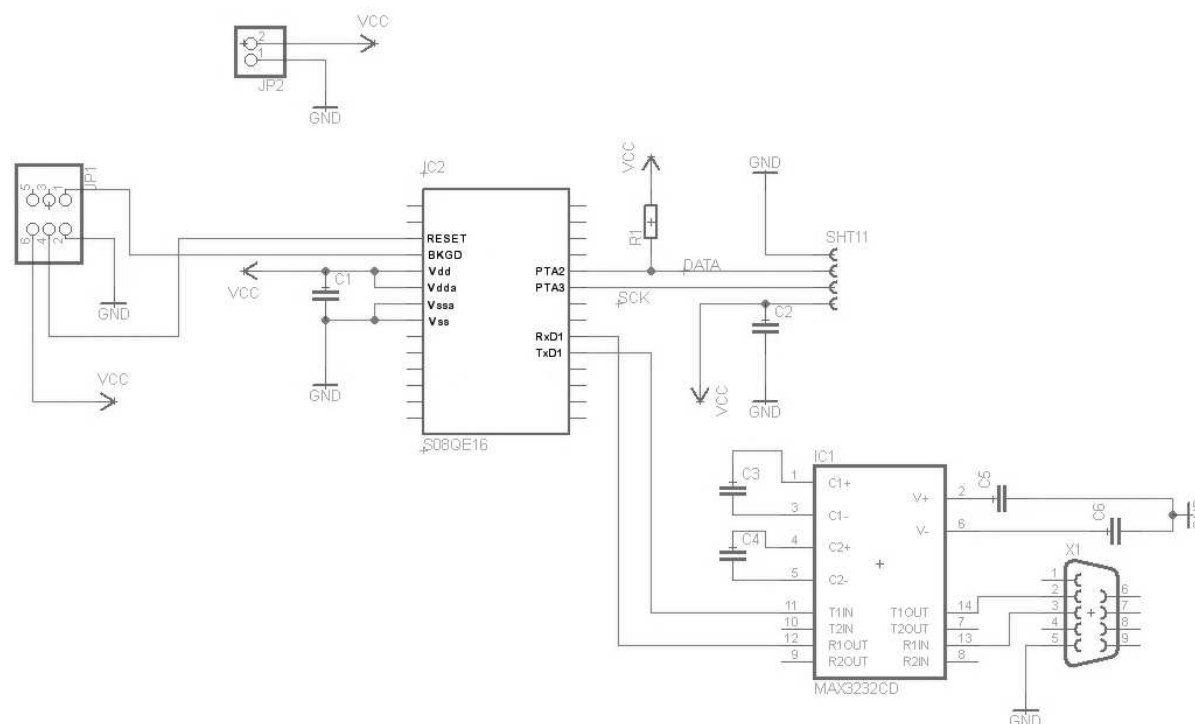 VCC
2
1
JP2
GND
JP1
5
3
1
6
4
2
GND
VCC
IC2
RESET
BKGD
Vdd
Vdda
Vssa
Vss
PTA2
PTA3
RxD1
TxD1
S08QE16
VCC
C1
GND
VCC
R1
DATA
SCK
GND
SHT11
C2
VCC
GND
IC1
C3
C4
1
3
4
5
11
10
12
9
C1+
C1-
C2+
C2-
T1IN
T2IN
R1OUT
R2OUT
V+
V-
T1OUT
T2OUT
R1IN
R2IN
2
6
14
7
13
8
MAX3232CD
C5
C6
X1
1
2
3
4
5
6
7
8
9
GND